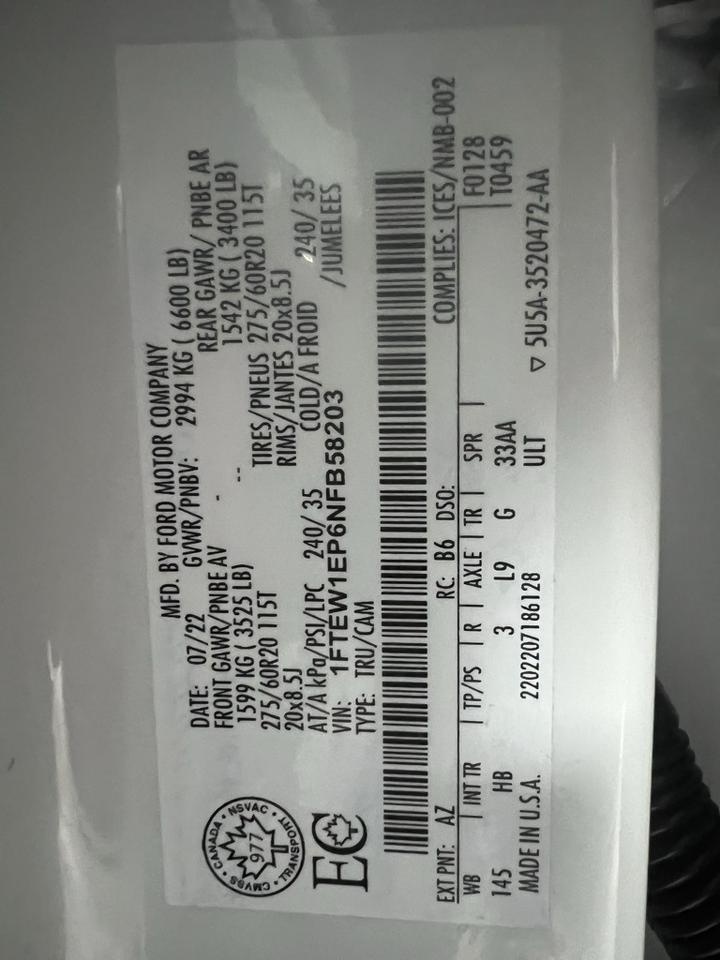 MFD. BY FORD MOTOR COMPANY
DATE: 07/22 GVWR/PNBV: 2994 KG ( 6600 LB)
FRONT GAWR/PNBE AV - REAR GAWR/ PNBE AR
1599 KG ( 3525 LB) -- 1542 KG ( 3400 LB)
275/60R20 115T TIRES/PNEUS 275/60R20 115T
20x8.5J RIMS/JANTES 20x8.5J
AT/A kPa/PSI/LPC 240/ 35 COLD/A FROID 240/ 35
VIN: 1FTEW1EP6NFB58203 /JUMELEES
TYPE: TRU/CAM
CANADA · NSVAC · TRANSPORT · CMVSS ·
977
EC
EXT PNT: AZ RC: B6 DSO: COMPLIES: ICES/NMB-002
WB INT TR TP/PS R AXLE TR SPR F0128
T0459
145 HB 3 L9 G 33AA
ULT
MADE IN U.S.A. 2202207186128 ▽ 5U5A-3520472-AA